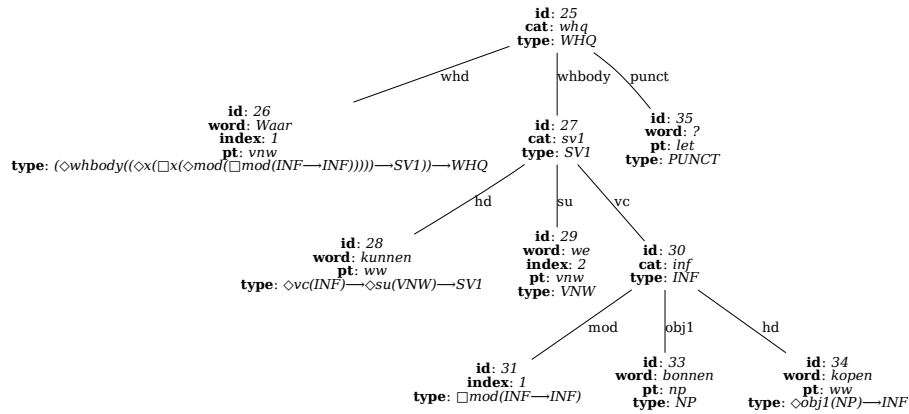 id: 25
cat: whq
type: WHQ
whd
whbody
punct
id: 26
word: Waar
index: 1
pt: vnw
type: (◇whbody((◇x(□x(◇mod(□mod(INF⟶INF)))))⟶SV1))⟶WHQ
id: 27
cat: sv1
type: SV1
id: 35
word: ?
pt: let
type: PUNCT
hd
su
vc
id: 28
word: kunnen
pt: ww
type: ◇vc(INF)⟶◇su(VNW)⟶SV1
id: 29
word: we
index: 2
pt: vnw
type: VNW
id: 30
cat: inf
type: INF
mod
obj1
hd
id: 31
index: 1
type: □mod(INF⟶INF)
id: 33
word: bonnen
pt: np
type: NP
id: 34
word: kopen
pt: ww
type: ◇obj1(NP)⟶INF